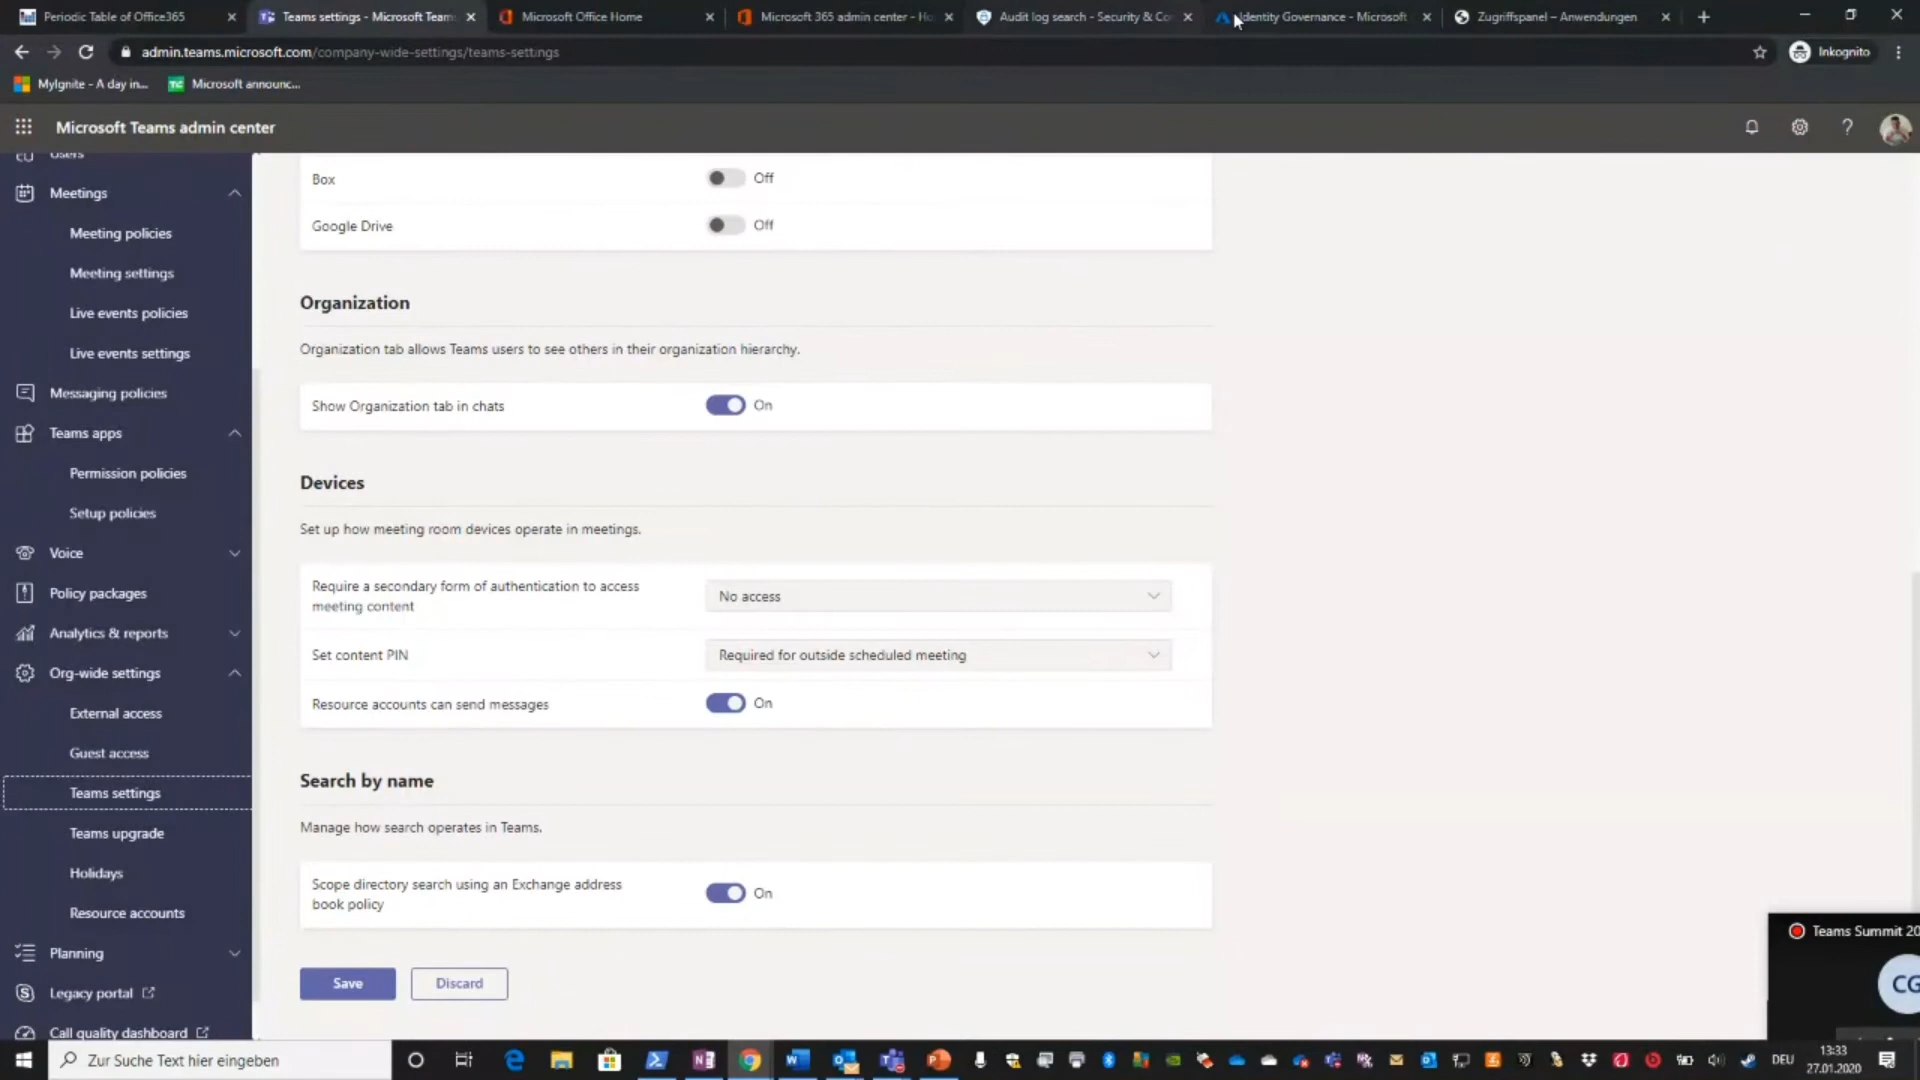 Periodic Table of Office365
Teams settings - Microsoft Team
Microsoft Office Home
Microsoft 365 admin center - Ho
Audit log search - Security & Co
Identity Governance - Microsoft
Zugriffspanel – Anwendungen
admin.teams.microsoft.com/company-wide-settings/teams-settings
Inkognito
MyIgnite - A day in...
Microsoft announc...
Microsoft Teams admin center
Users
Meetings
Meeting policies
Meeting settings
Live events policies
Live events settings
Messaging policies
Teams apps
Permission policies
Setup policies
Voice
Policy packages
Analytics & reports
Org-wide settings
External access
Guest access
Teams settings
Teams upgrade
Holidays
Resource accounts
Planning
Legacy portal
Call quality dashboard
Box
Off
Google Drive
Off
Organization
Organization tab allows Teams users to see others in their organization hierarchy.
Show Organization tab in chats
On
Devices
Set up how meeting room devices operate in meetings.
Require a secondary form of authentication to access
meeting content
No access
Set content PIN
Required for outside scheduled meeting
Resource accounts can send messages
On
Search by name
Manage how search operates in Teams.
Scope directory search using an Exchange address
book policy
On
Save
Discard
Teams Summit 20
CG
Zur Suche Text hier eingeben
DEU
13:33
27.01.2020